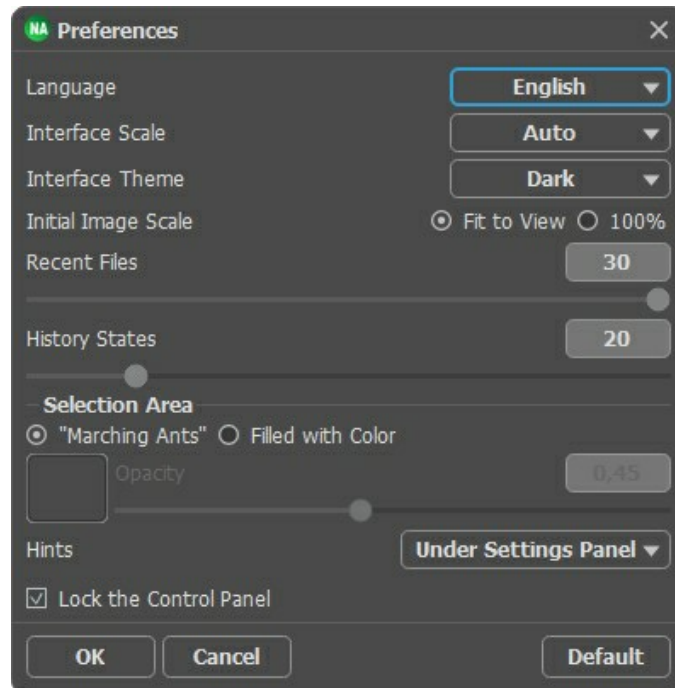 NA Preferences
Language English
Interface Scale Auto
Interface Theme Dark
Initial Image Scale Fit to View 100%
Recent Files 30
History States 20
Selection Area
"Marching Ants" Filled with Color
Opacity 0,45
Hints Under Settings Panel
Lock the Control Panel
OK Cancel Default